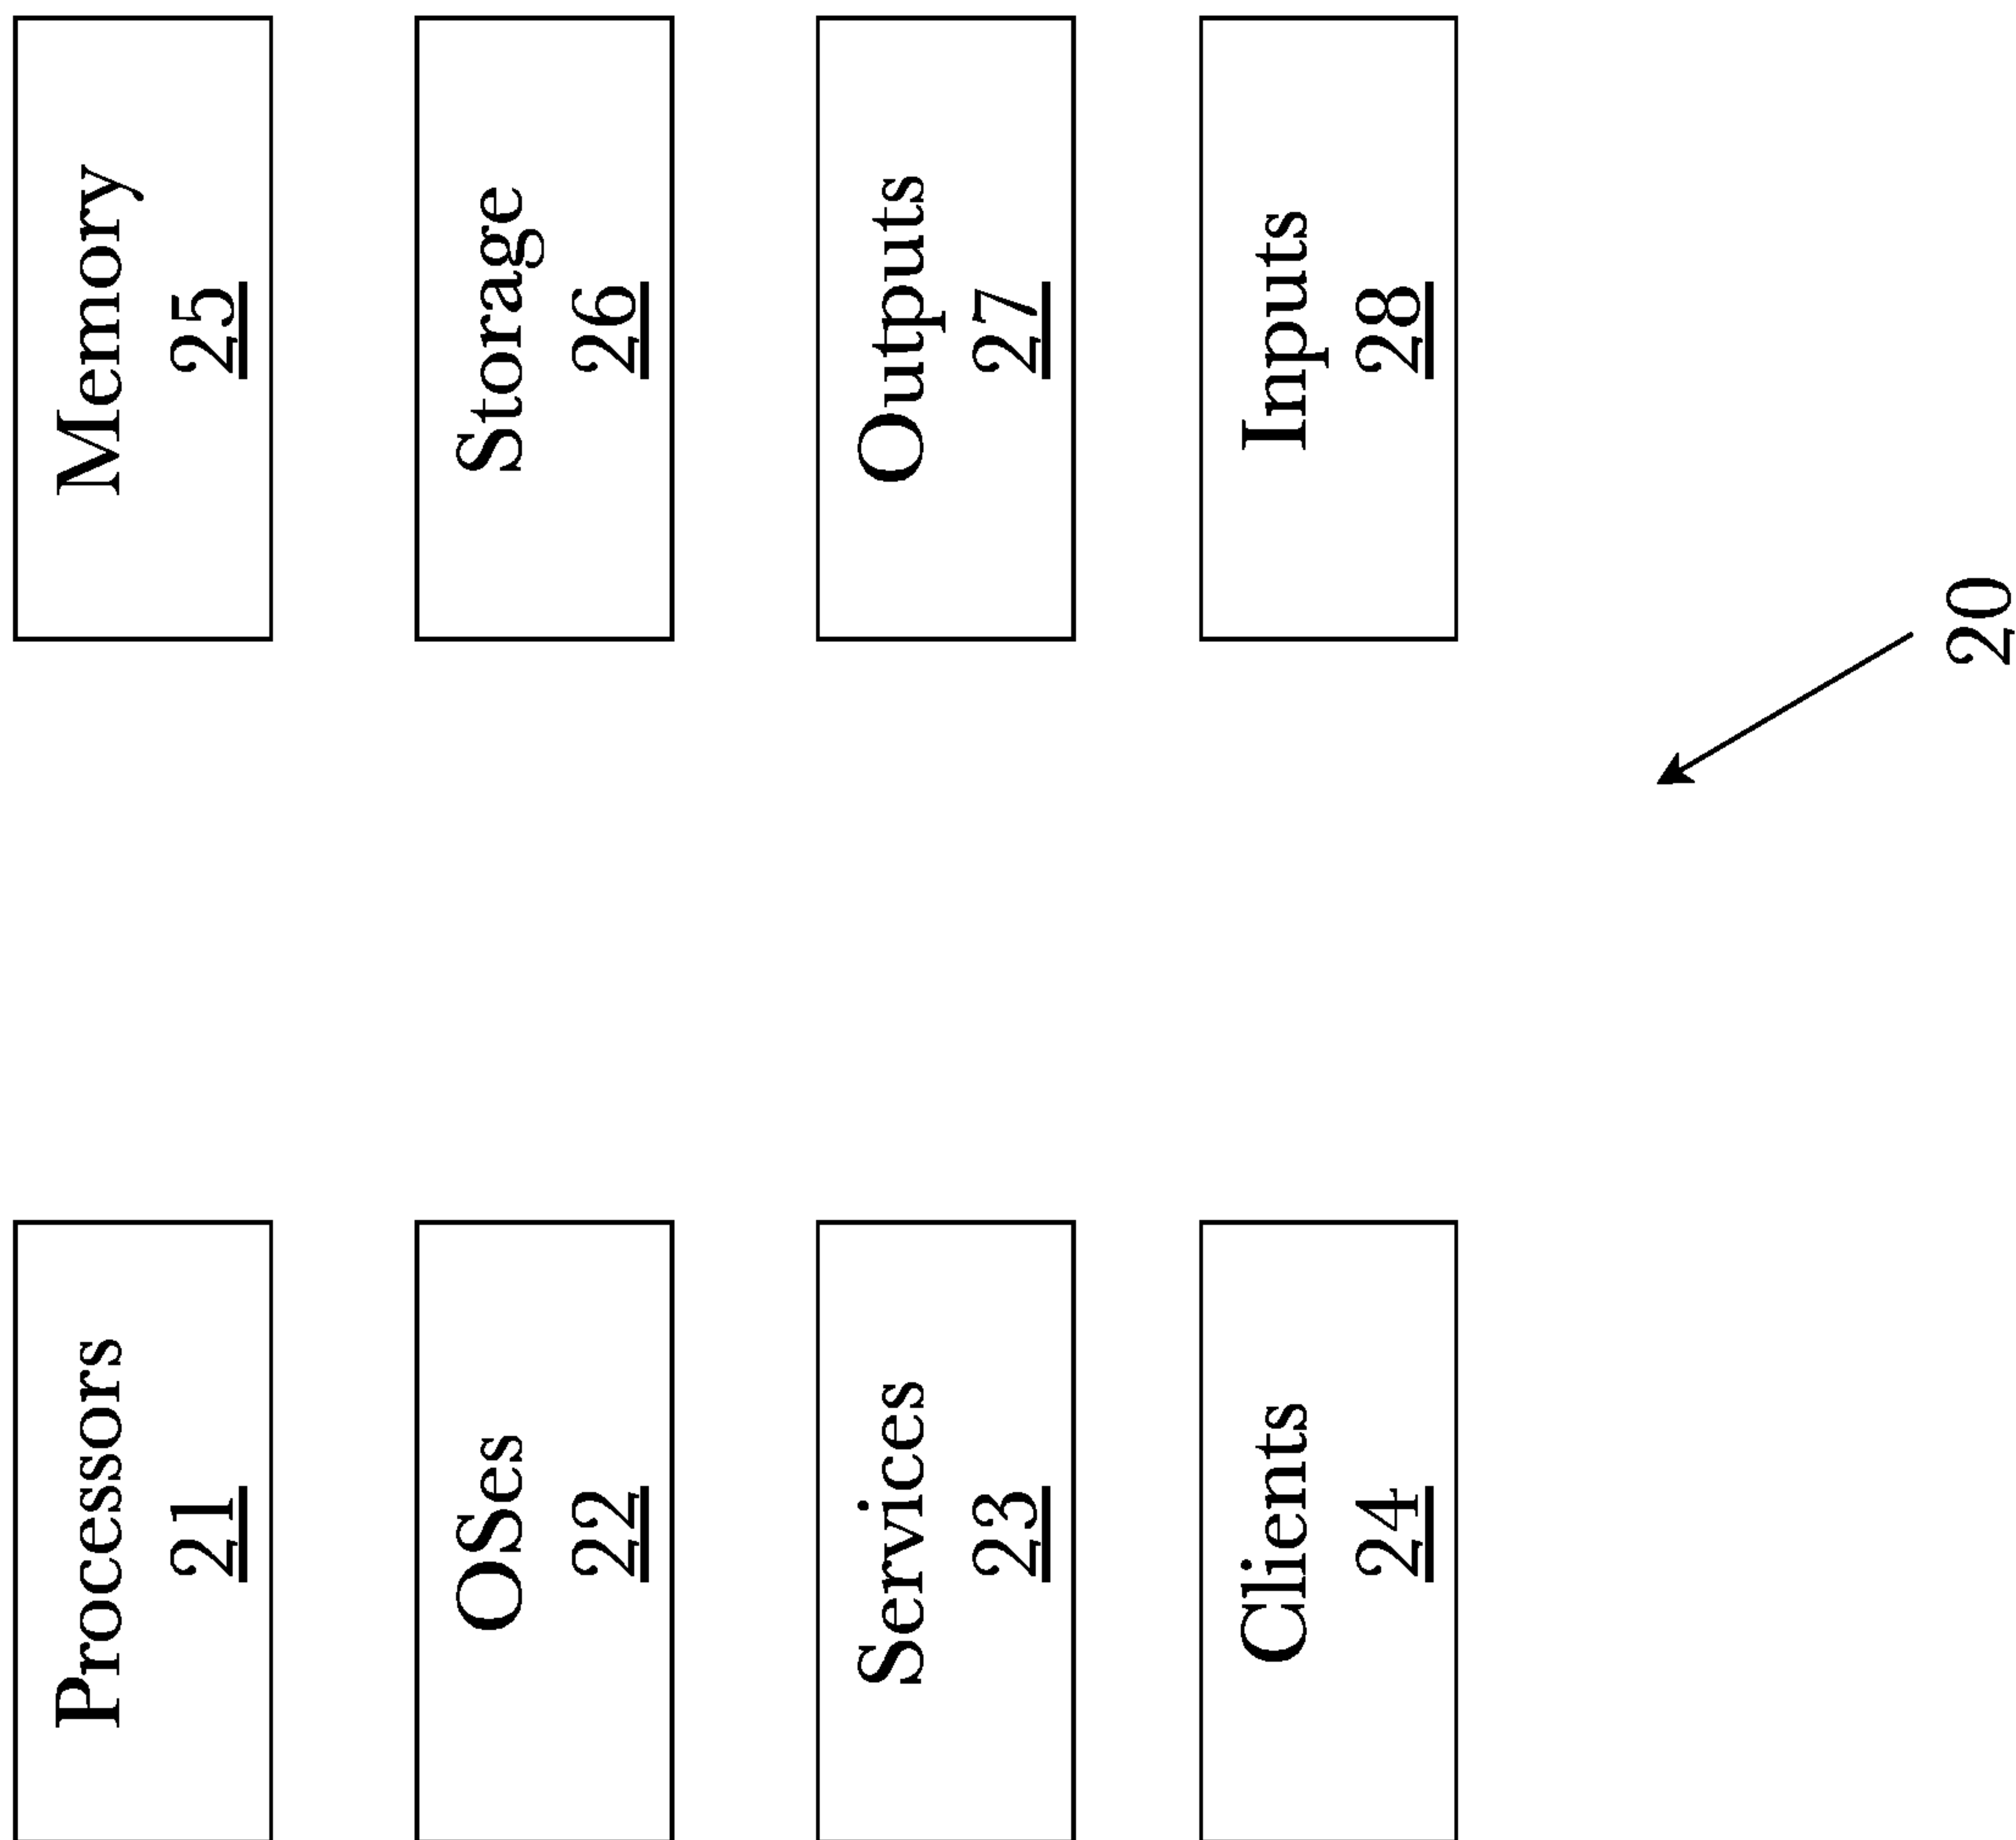 Processors
21
Memory
25
OSes
22
Storage
26
Services
23
Outputs
27
Clients
24
Inputs
28
20